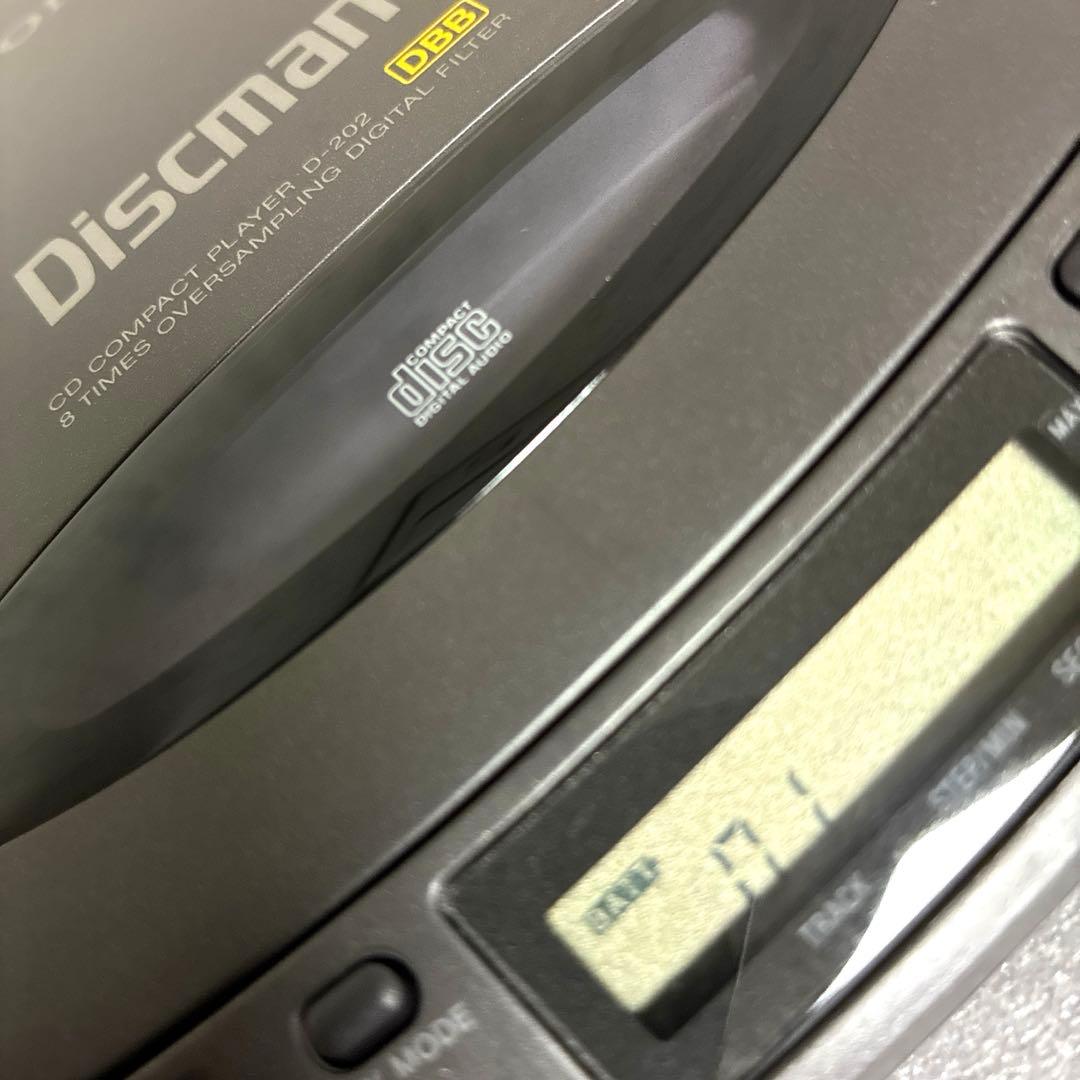 Discman
DBB
CD COMPACT PLAYER D-202
8 TIMES OVERSAMPLING DIGITAL FILTER
COMPACT
disc
DIGITAL AUDIO
TRACK
STEP/MIN
MODE